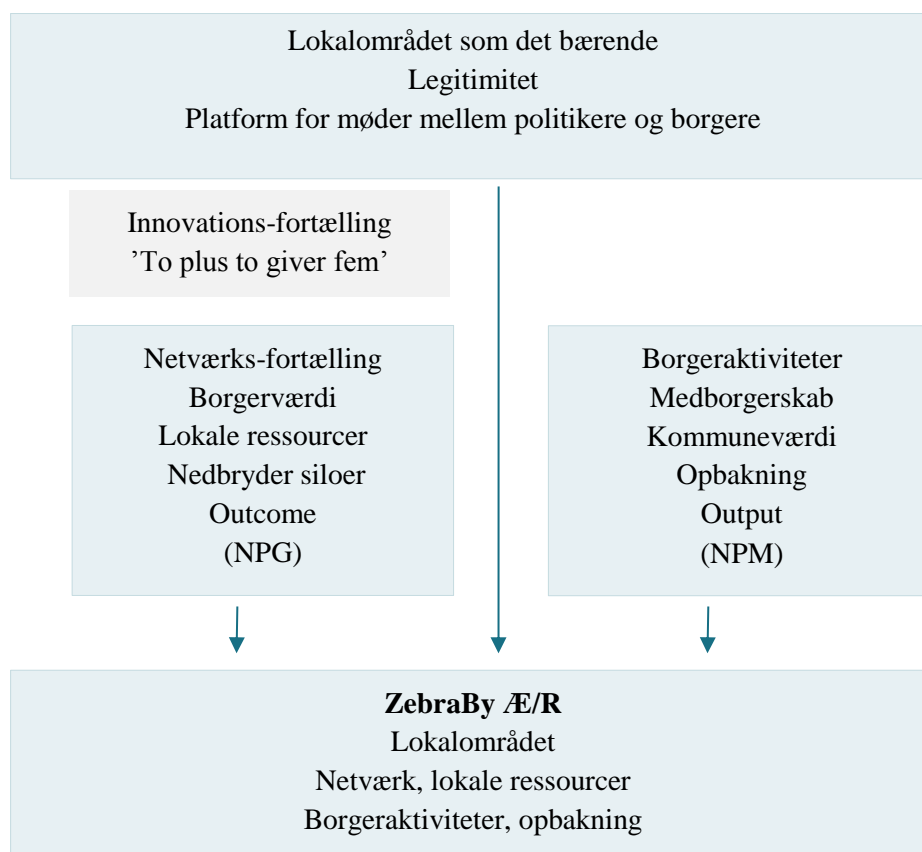 Lokalområdet som det bærende
Legitimitet
Platform for møder mellem politikere og borgere
Innovations-fortælling
’To plus to giver fem’
Netværks-fortælling
Borgerværdi
Lokale ressourcer
Nedbryder siloer
Outcome
(NPG)
Borgeraktiviteter
Medborgerskab
Kommuneværdi
Opbakning
Output
(NPM)
ZebraBy Æ/R
Lokalområdet
Netværk, lokale ressourcer
Borgeraktiviteter, opbakning